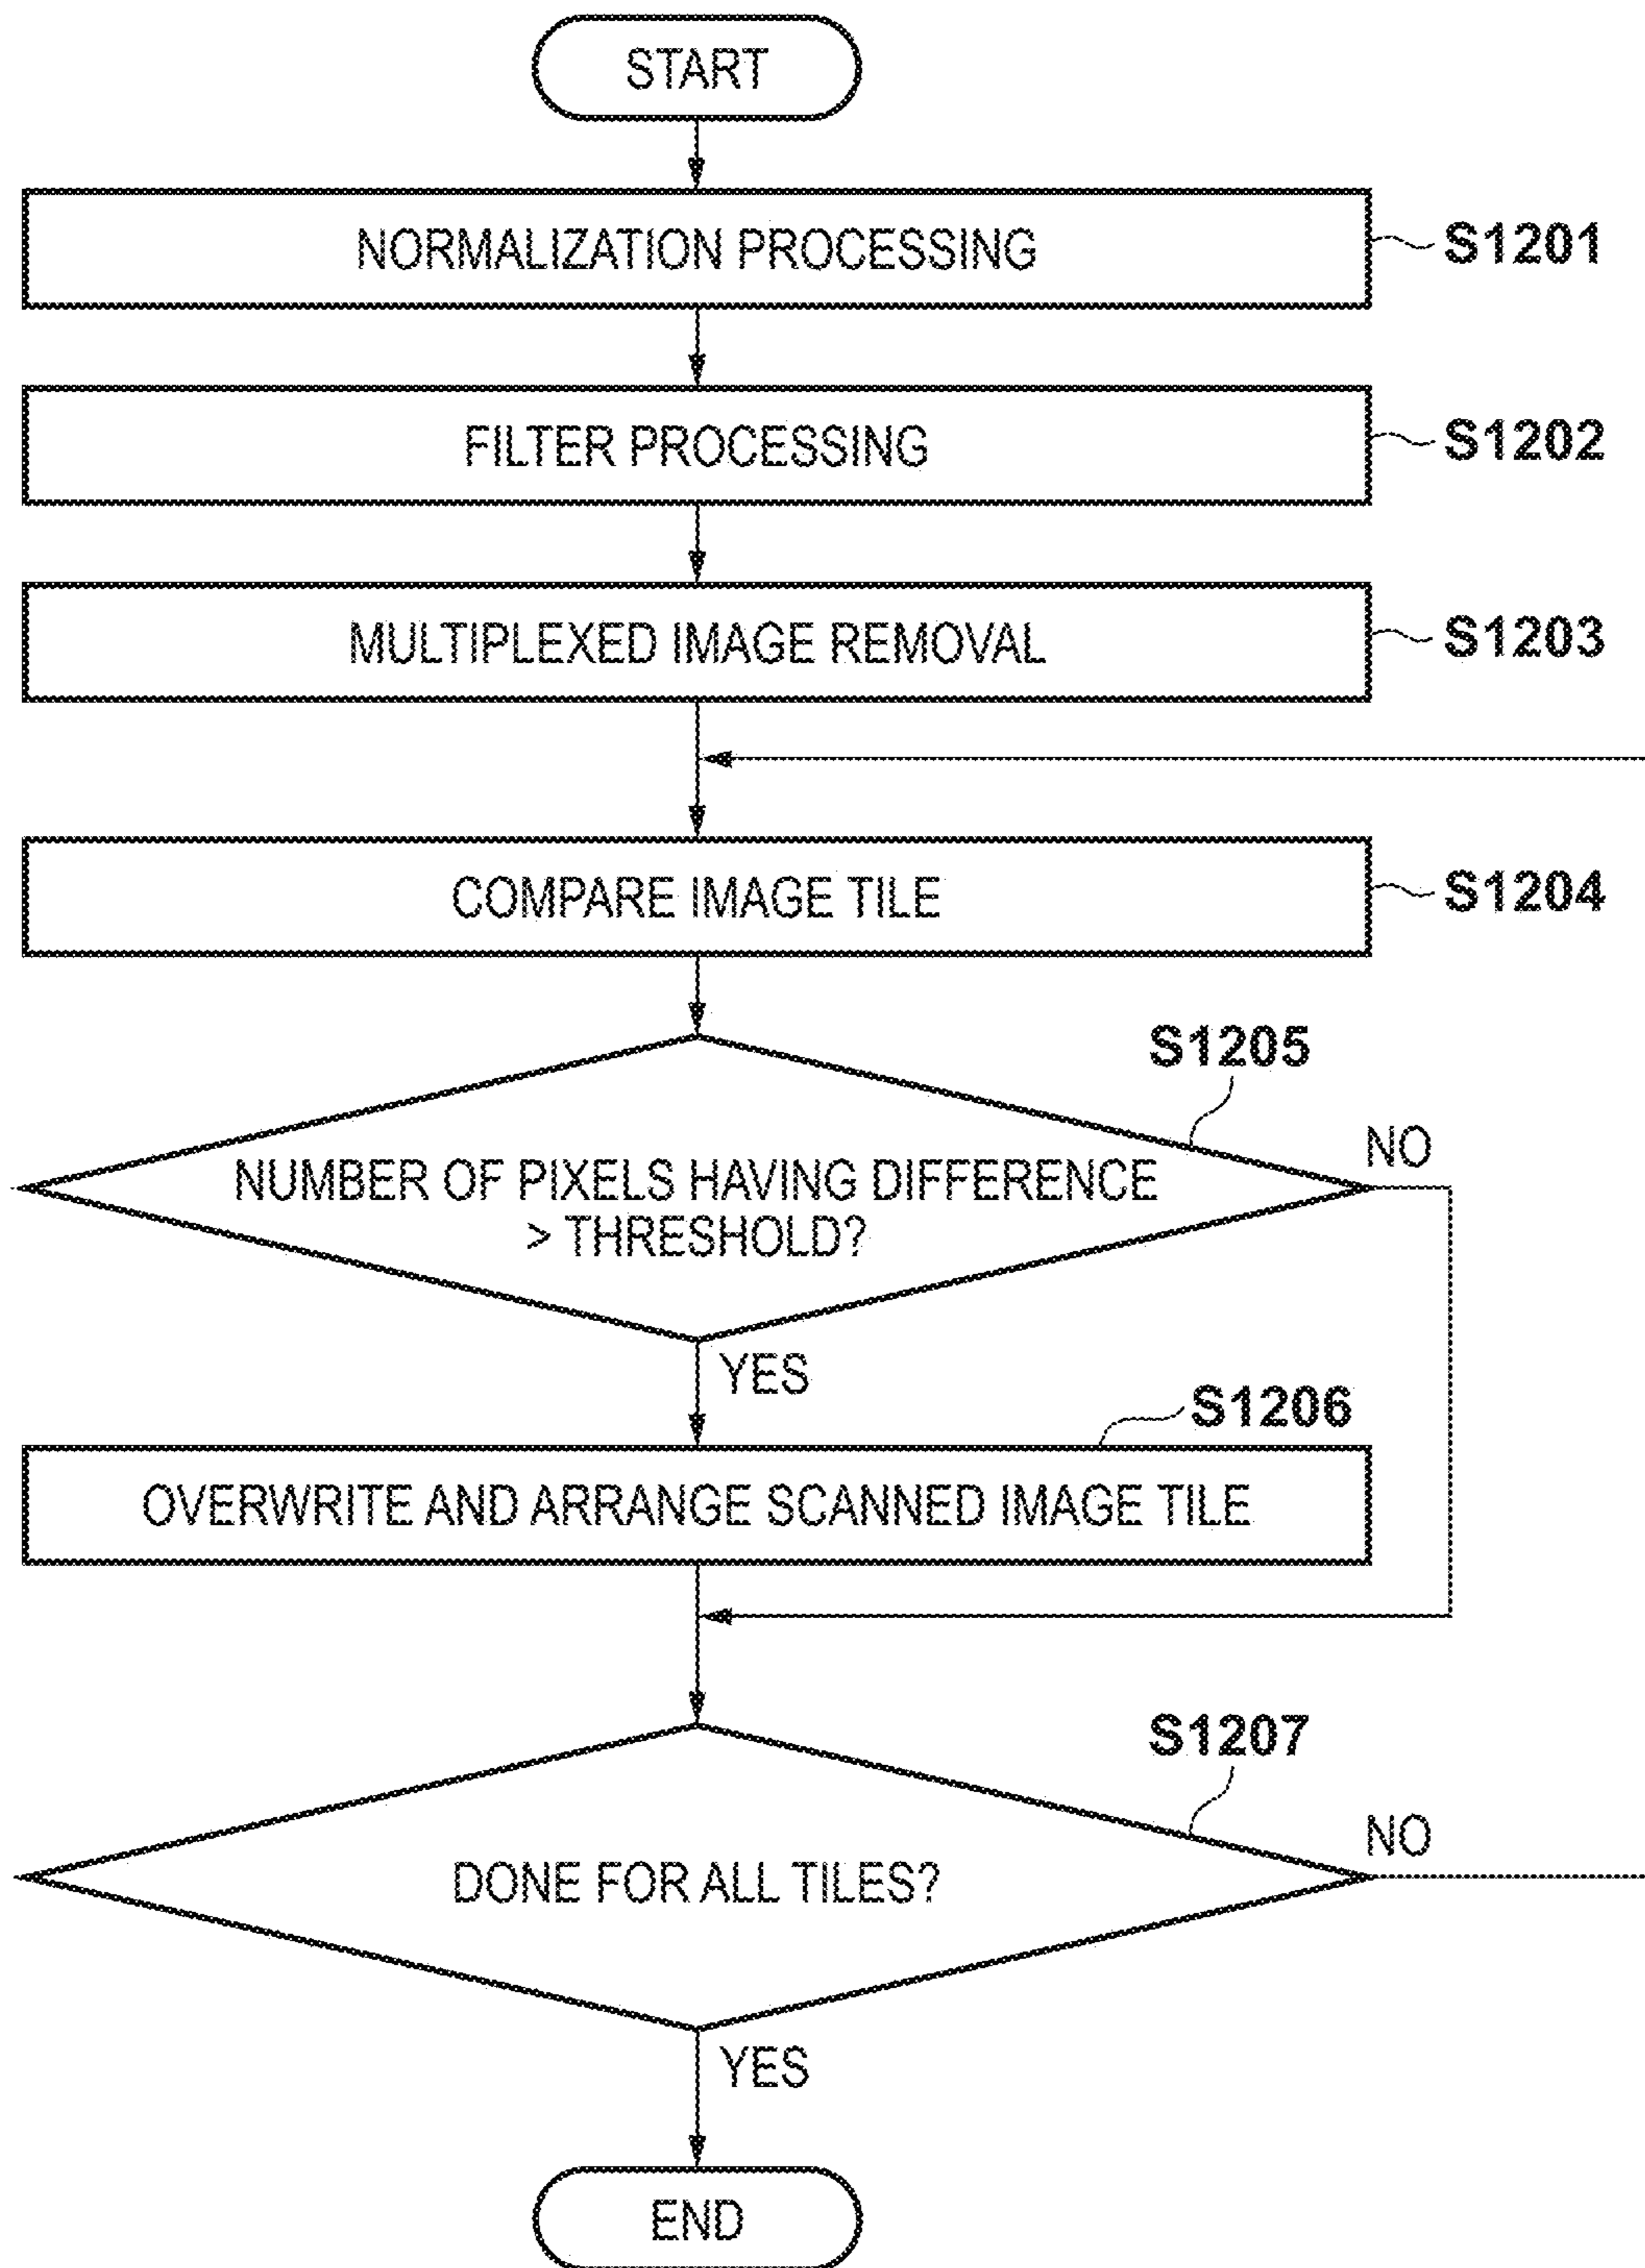 START
NORMALIZATION PROCESSING
S1201
FILTER PROCESSING
S1202
MULTIPLEXED IMAGE REMOVAL
S1203
COMPARE IMAGE TILE
S1204
S1205
NUMBER OF PIXELS HAVING DIFFERENCE
> THRESHOLD?
NO
YES
S1206
OVERWRITE AND ARRANGE SCANNED IMAGE TILE
S1207
DONE FOR ALL TILES?
NO
YES
END